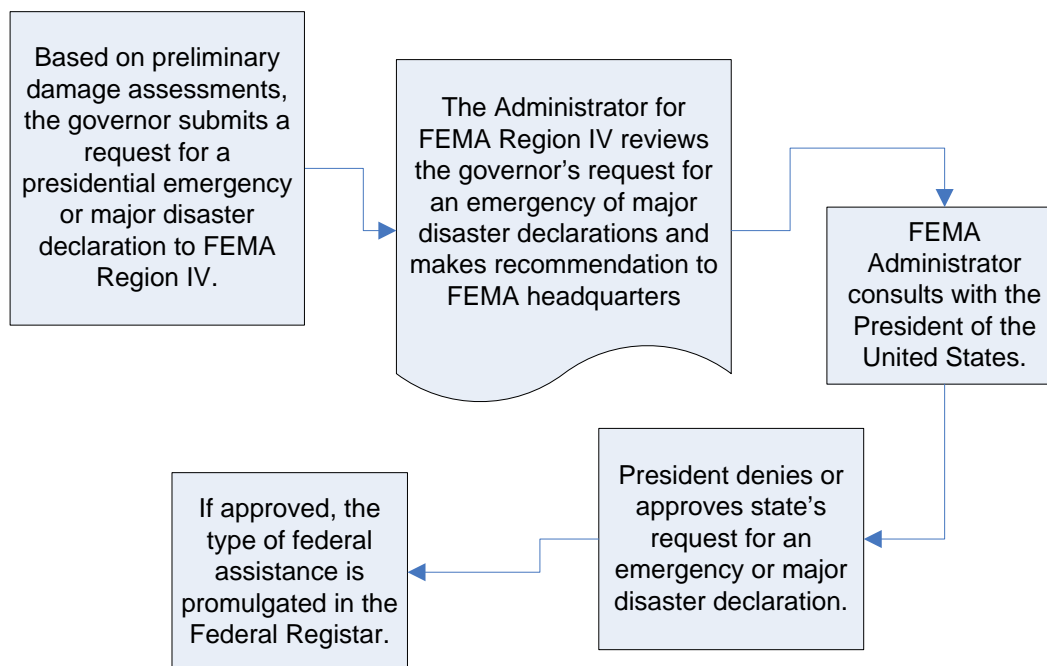 Based on preliminary
damage assessments,
the governor submits a
request for a
presidential emergency
or major disaster
declaration to FEMA
Region IV.
The Administrator for
FEMA Region IV reviews
the governor’s request for
an emergency of major
disaster declarations and
makes recommendation to
FEMA headquarters
FEMA
Administrator
consults with the
President of the
United States.
President denies or
approves state’s
request for an
emergency or major
disaster declaration.
If approved, the
type of federal
assistance is
promulgated in the
Federal Registar.